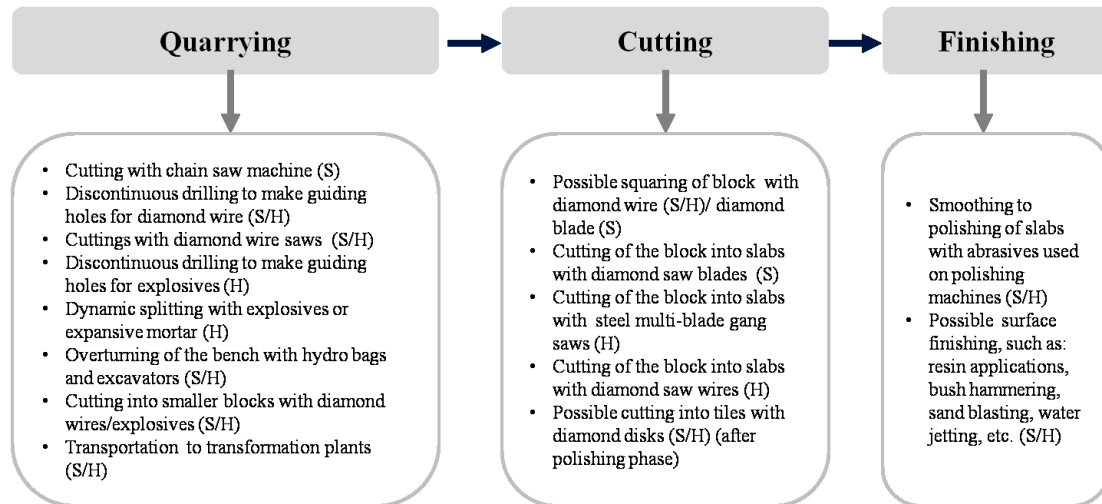 Quarrying
Cutting
Finishing
• Cutting with chain saw machine (S)
• Discontinuous drilling to make guiding
holes for diamond wire (S/H)
• Cuttings with diamond wire saws (S/H)
• Discontinuous drilling to make guiding
holes for explosives (H)
• Dynamic splitting with explosives or
expansive mortar (H)
• Overturning of the bench with hydro bags
and excavators (S/H)
• Cutting into smaller blocks with diamond
wires/explosives (S/H)
• Transportation to transformation plants
(S/H)
• Possible squaring of block with
diamond wire (S/H)/ diamond
blade (S)
• Cutting of the block into slabs
with diamond saw blades (S)
• Cutting of the block into slabs
with steel multi-blade gang
saws (H)
• Cutting of the block into slabs
with diamond saw wires (H)
• Possible cutting into tiles with
diamond disks (S/H) (after
polishing phase)
• Smoothing to
polishing of slabs
with abrasives used
on polishing
machines (S/H)
• Possible surface
finishing, such as:
resin applications,
bush hammering,
sand blasting, water
jetting, etc. (S/H)